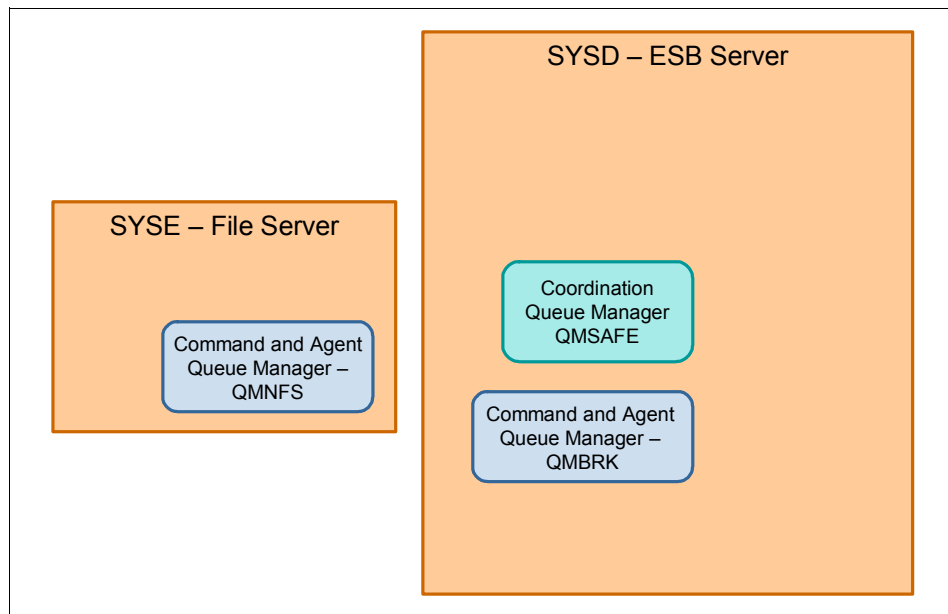 SYSD – ESB Server
SYSE – File Server
Coordination
Queue Manager
QMSAFE
Command and Agent
Queue Manager –
QMNFS
Command and Agent
Queue Manager –
QMBRK